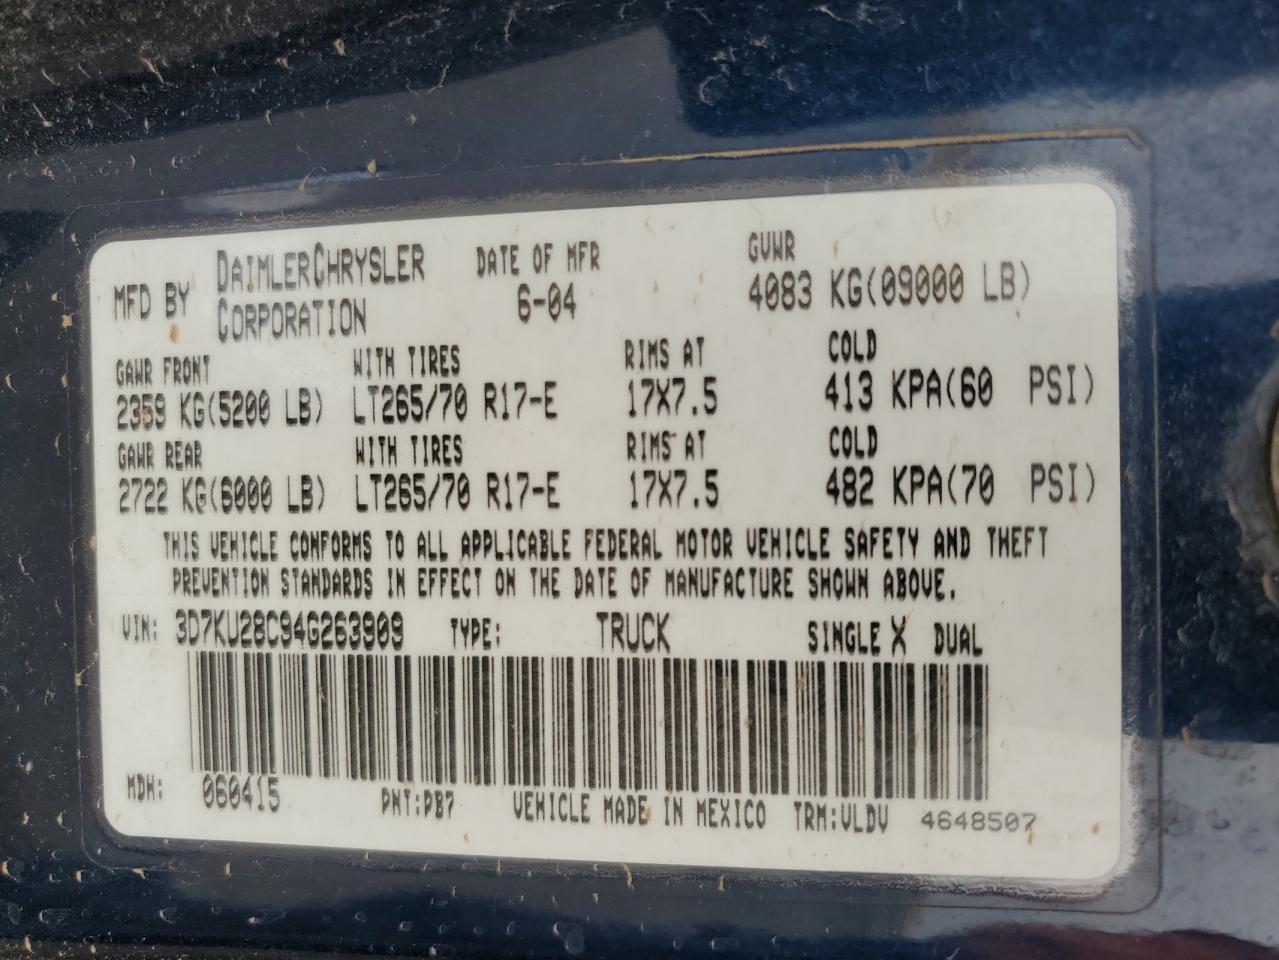 MFD BY DAIMLERCHRYSLER CORPORATION DATE OF MFR 6-04 GVWR 4083 KG(09000 LB)
GAWR FRONT WITH TIRES RIMS AT COLD
2359 KG(5200 LB) LT265/70 R17-E 17X7.5 413 KPA(60 PSI)
GAWR REAR WITH TIRES RIMS AT COLD
2722 KG(6000 LB) LT265/70 R17-E 17X7.5 482 KPA(70 PSI)
THIS VEHICLE CONFORMS TO ALL APPLICABLE FEDERAL MOTOR VEHICLE SAFETY AND THEFT
PREVENTION STANDARDS IN EFFECT ON THE DATE OF MANUFACTURE SHOWN ABOVE.
VIN: 3D7KU28C94G263909 TYPE: TRUCK SINGLE X DUAL
MDH: 060415 PNT:PB7 VEHICLE MADE IN MEXICO TRM:VLDV 4648507